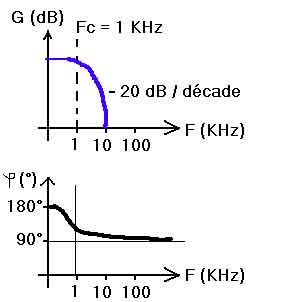 G (dB)
Fc = 1 KHz
- 20 dB / décade
F (KHz)
1 10 100
φ(°)
180°
90°
F (KHz)
1 10 100